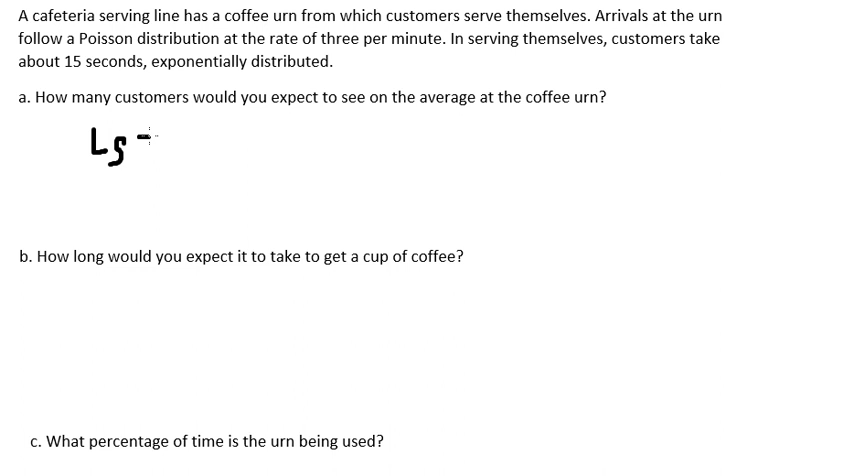 A cafeteria serving line has a coffee urn from which customers serve themselves. Arrivals at the urn
follow a Poisson distribution at the rate of three per minute. In serving themselves, customers take
about 15 seconds, exponentially distributed.
a. How many customers would you expect to see on the average at the coffee urn?
Ls =
b. How long would you expect it to take to get a cup of coffee?
c. What percentage of time is the urn being used?